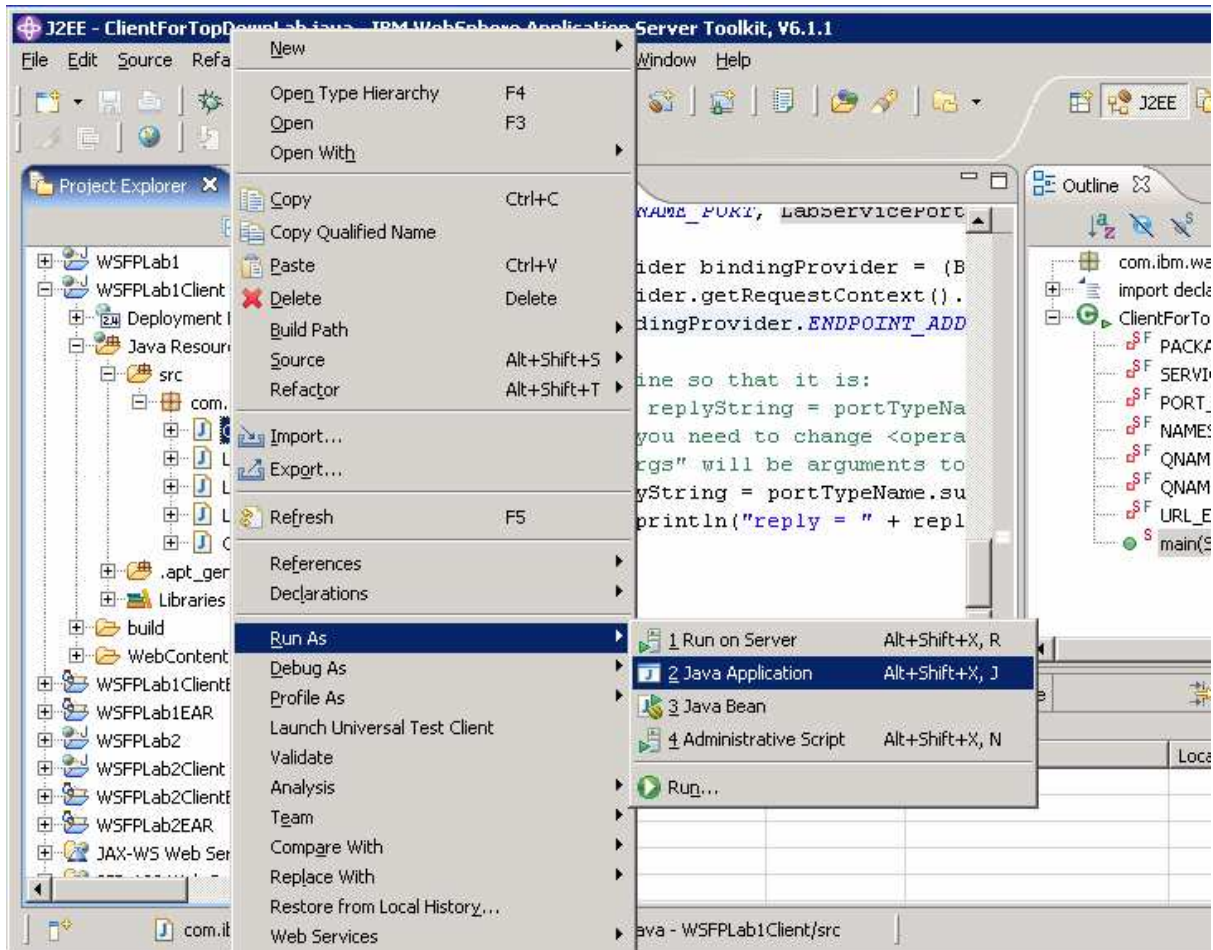 J2EE - ClientForTopDownLab.java - IBM WebSphere Application Server Toolkit, V6.1.1
File Edit Source Refa Window Help
J2EE
New
Open Type Hierarchy F4
Open F3
Open With
Copy Ctrl+C
Copy Qualified Name
Paste Ctrl+V
Delete Delete
Build Path
Source Alt+Shift+S
Refactor Alt+Shift+T
Import...
Export...
Refresh F5
References
Declarations
Run As
Debug As
Profile As
Launch Universal Test Client
Validate
Analysis
Team
Compare With
Replace With
Restore from Local History...
Web Services
1 Run on Server Alt+Shift+X, R
2 Java Application Alt+Shift+X, J
3 Java Bean
4 Administrative Script Alt+Shift+X, N
Run...
Project Explorer
WSFPLab1
WSFPLab1Client
Deployment
Java Resour
src
com.
L
L
L
.apt_ger
Libraries
build
WebContent
WSFPLab1ClientE
WSFPLab1EAR
WSFPLab2
WSFPLab2Client
WSFPLab2ClientE
WSFPLab2EAR
JAX-WS Web Ser
NAME_PORT, LabServicePort
ider bindingProvider = (B
ider.getRequestContext().
dingProvider.ENDPOINT_ADD
ine so that it is:
replyString = portTypeNa
you need to change <opera
rgs" will be arguments to
yString = portTypeName.su
println("reply = " + repl
Outline
com.ibm.wa
import decla
ClientForTo
PACKA
SERVI
PORT_
NAMES
QNAM
QNAM
URL_E
main(S
Loca
com.ib
ava - WSFPLab1Client/src